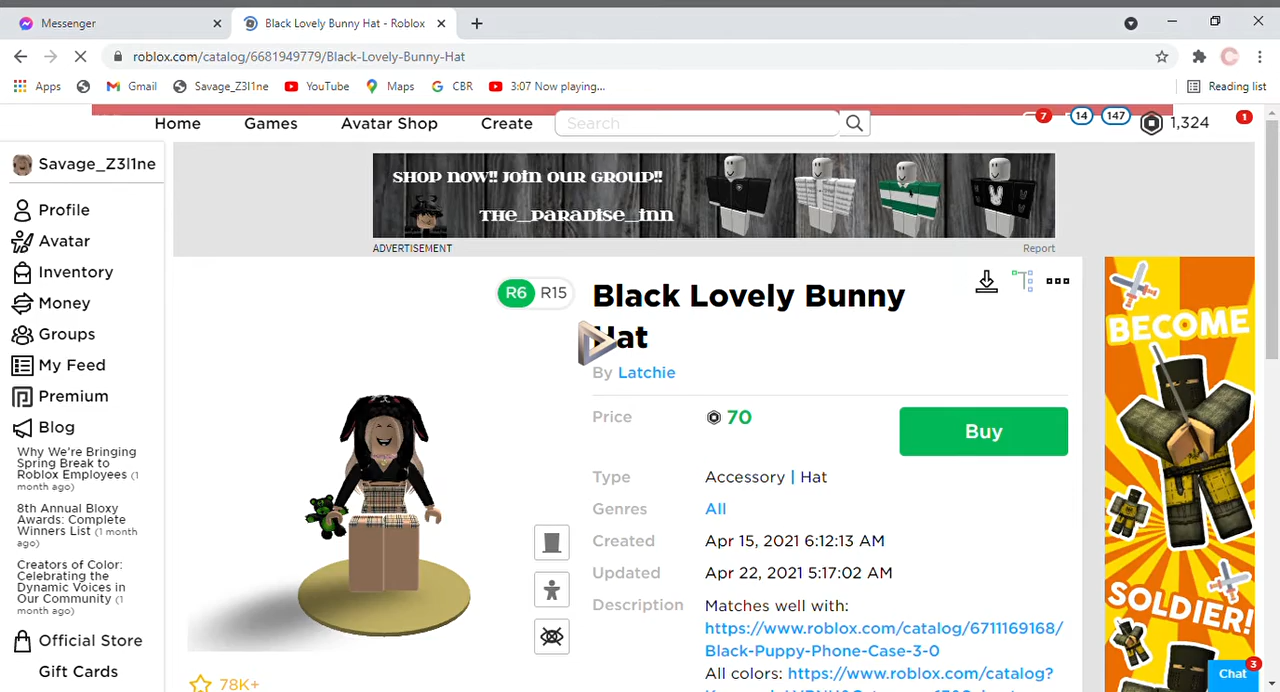 Messenger
Black Lovely Bunny Hat - Roblox
roblox.com/catalog/6681949779/Black-Lovely-Bunny-Hat
Apps
Gmail
Savage_Z3l1ne
YouTube
Maps
CBR
3:07 Now playing...
Reading list
Home
Games
Avatar Shop
Create
Search
7
14
147
1,324
1
Savage_Z3l1ne
Profile
Avatar
Inventory
Money
Groups
My Feed
Premium
Blog
Why We're Bringing
Spring Break to
Roblox Employees (1
month ago)
8th Annual Bloxy
Awards: Complete
Winners List (1 month
ago)
Creators of Color:
Celebrating the
Dynamic Voices in
Our Community (1
month ago)
Official Store
Gift Cards
SHOP NOW!! JOIN OUR GROUP!!
THE_PARADISE_INN
ADVERTISEMENT
Report
R6 R15
Black Lovely Bunny
Hat
By Latchie
Price 70
Buy
Type Accessory | Hat
Genres All
Created Apr 15, 2021 6:12:13 AM
Updated Apr 22, 2021 5:17:02 AM
Description Matches well with:
https://www.roblox.com/catalog/6711169168/
Black-Puppy-Phone-Case-3-0
All colors: https://www.roblox.com/catalog?
78K+
BECOME
SOLDIER!
Chat
3